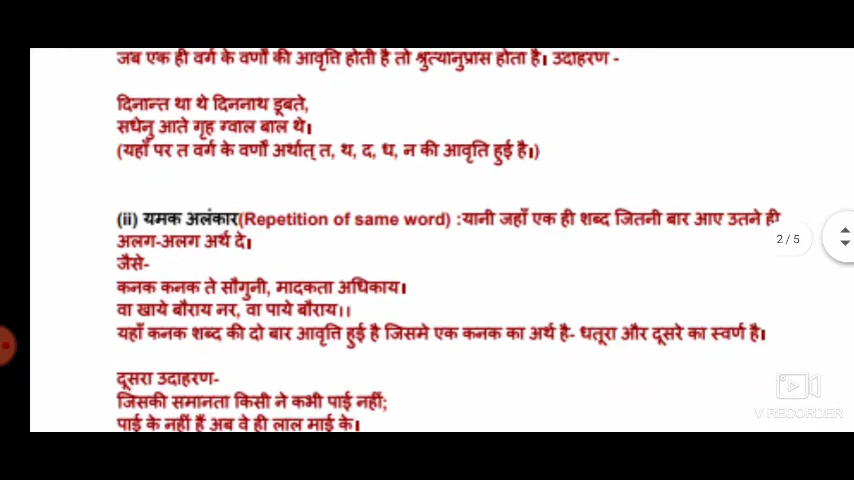 जब एक ही वर्ग के वर्णों की आवृत्ति होती है तो श्रुत्यानुप्रास होता है। उदाहरण -
दिनान्त था थे दिननाथ डूबते,
सधेनु आते गृह ग्वाल बाल थे।
(यहाँ पर त वर्ग के वर्णों अर्थात् त, थ, द, ध, न की आवृति हुई है।)
(ii) यमक अलंकार(Repetition of same word) :यानी जहाँ एक ही शब्द जितनी बार आए उतने ही
अलग-अलग अर्थ दे।
2 / 5
जैसे-
कनक कनक ते सौगुनी, मादकता अधिकाय।
वा खाये बौराय नर, वा पाये बौराय।।
यहाँ कनक शब्द की दो बार आवृत्ति हुई है जिसमे एक कनक का अर्थ है- धतूरा और दूसरे का स्वर्ण है।
दूसरा उदाहरण-
जिसकी समानता किसी ने कभी पाई नहीं;
पाई के नहीं हैं अब वे ही लाल माई के।
V RECORDER